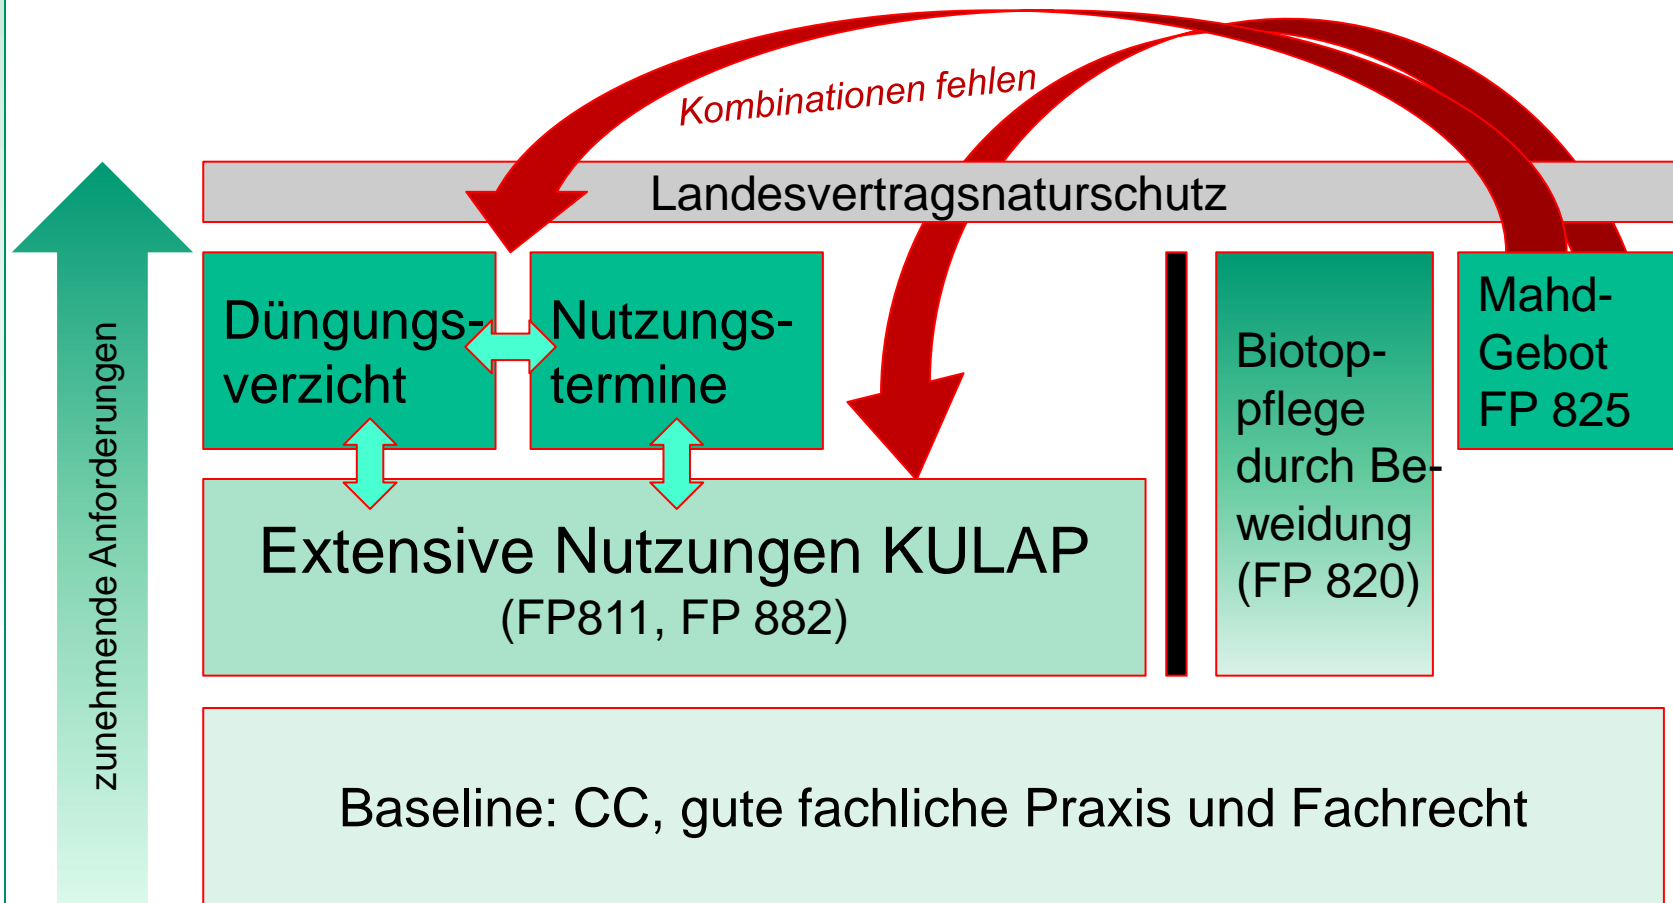 Kombinationen fehlen
Landesvertragsnaturschutz
zunehmende Anforderungen
Düngungs-
verzicht
Nutzungs-
termine
Biotop-
pflege
durch Be-
weidung
(FP 820)
Mahd-
Gebot
FP 825
Extensive Nutzungen KULAP
(FP811, FP 882)
Baseline: CC, gute fachliche Praxis und Fachrecht